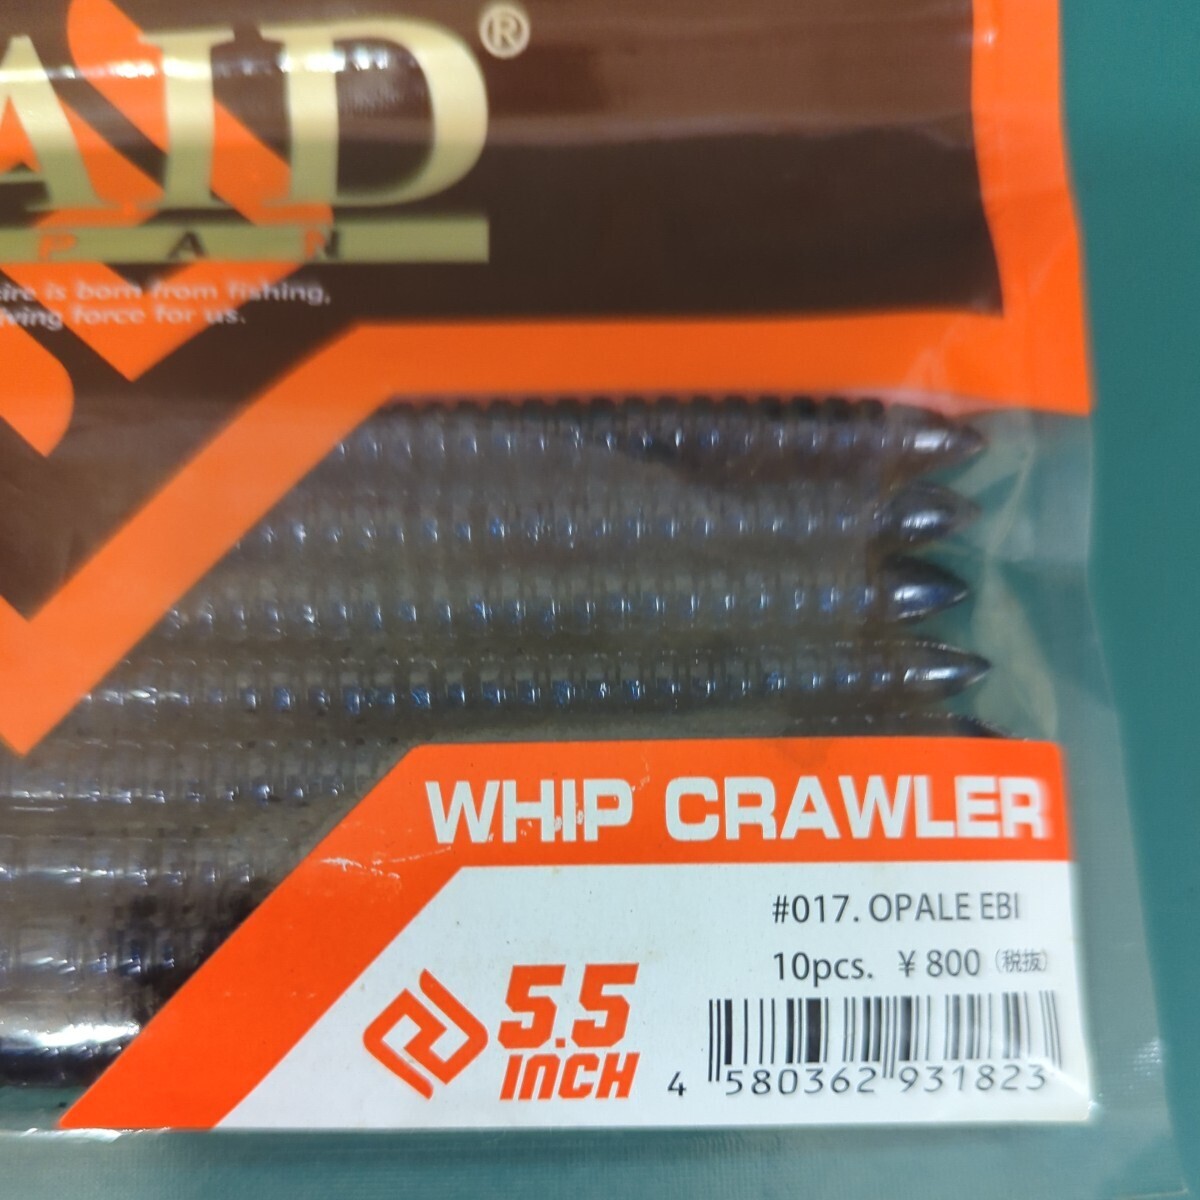 AID®
PAN
ire is born from fishing,
iving force for us.
WHIP CRAWLER
#017. OPALE EBI
10pcs. ¥800 (税抜)
5.5
INCH
4 580362 931823